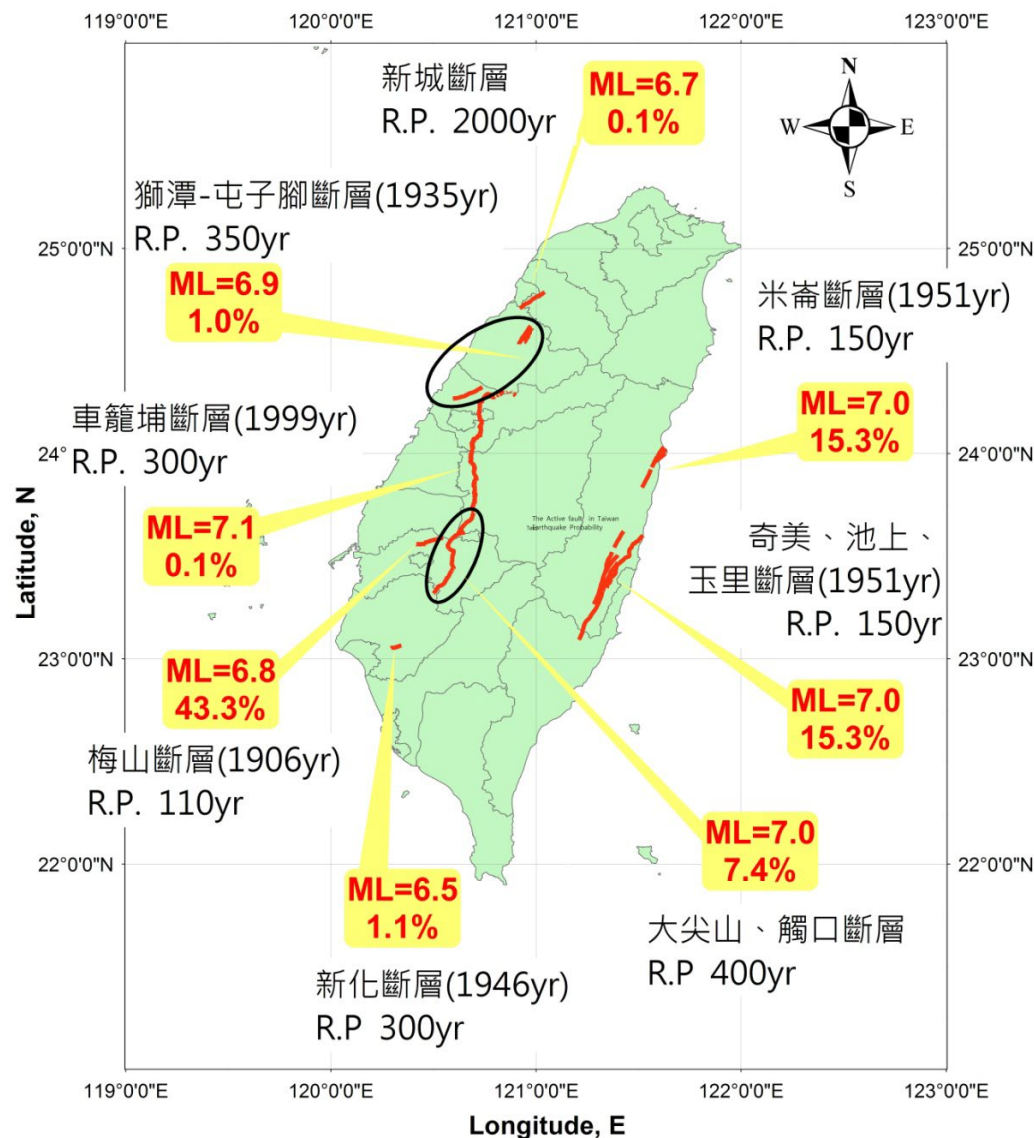 119°0'0"E
120°0'0"E
121°0'0"E
122°0'0"E
123°0'0"E
新城斷層
R.P. 2000yr
ML=6.7
0.1%
N
W
E
S
獅潭-屯子腳斷層(1935yr)
R.P. 350yr
25°0'0"N
25°0'0"N
ML=6.9
1.0%
米崙斷層(1951yr)
R.P. 150yr
車籠埔斷層(1999yr)
R.P. 300yr
ML=7.0
15.3%
24°
24°0'0"N
Latitude, N
ML=7.1
0.1%
The Active fault in Taiwan
Earthquake Probability
奇美、池上、
玉里斷層(1951yr)
R.P. 150yr
23°0'0"N
23°0'0"N
ML=6.8
43.3%
ML=7.0
15.3%
梅山斷層(1906yr)
R.P. 110yr
ML=7.0
7.4%
22°0'0"N
22°0'0"N
ML=6.5
1.1%
大尖山、觸口斷層
R.P 400yr
新化斷層(1946yr)
R.P 300yr
119°0'0"E
120°0'0"E
121°0'0"E
122°0'0"E
123°0'0"E
Longitude, E